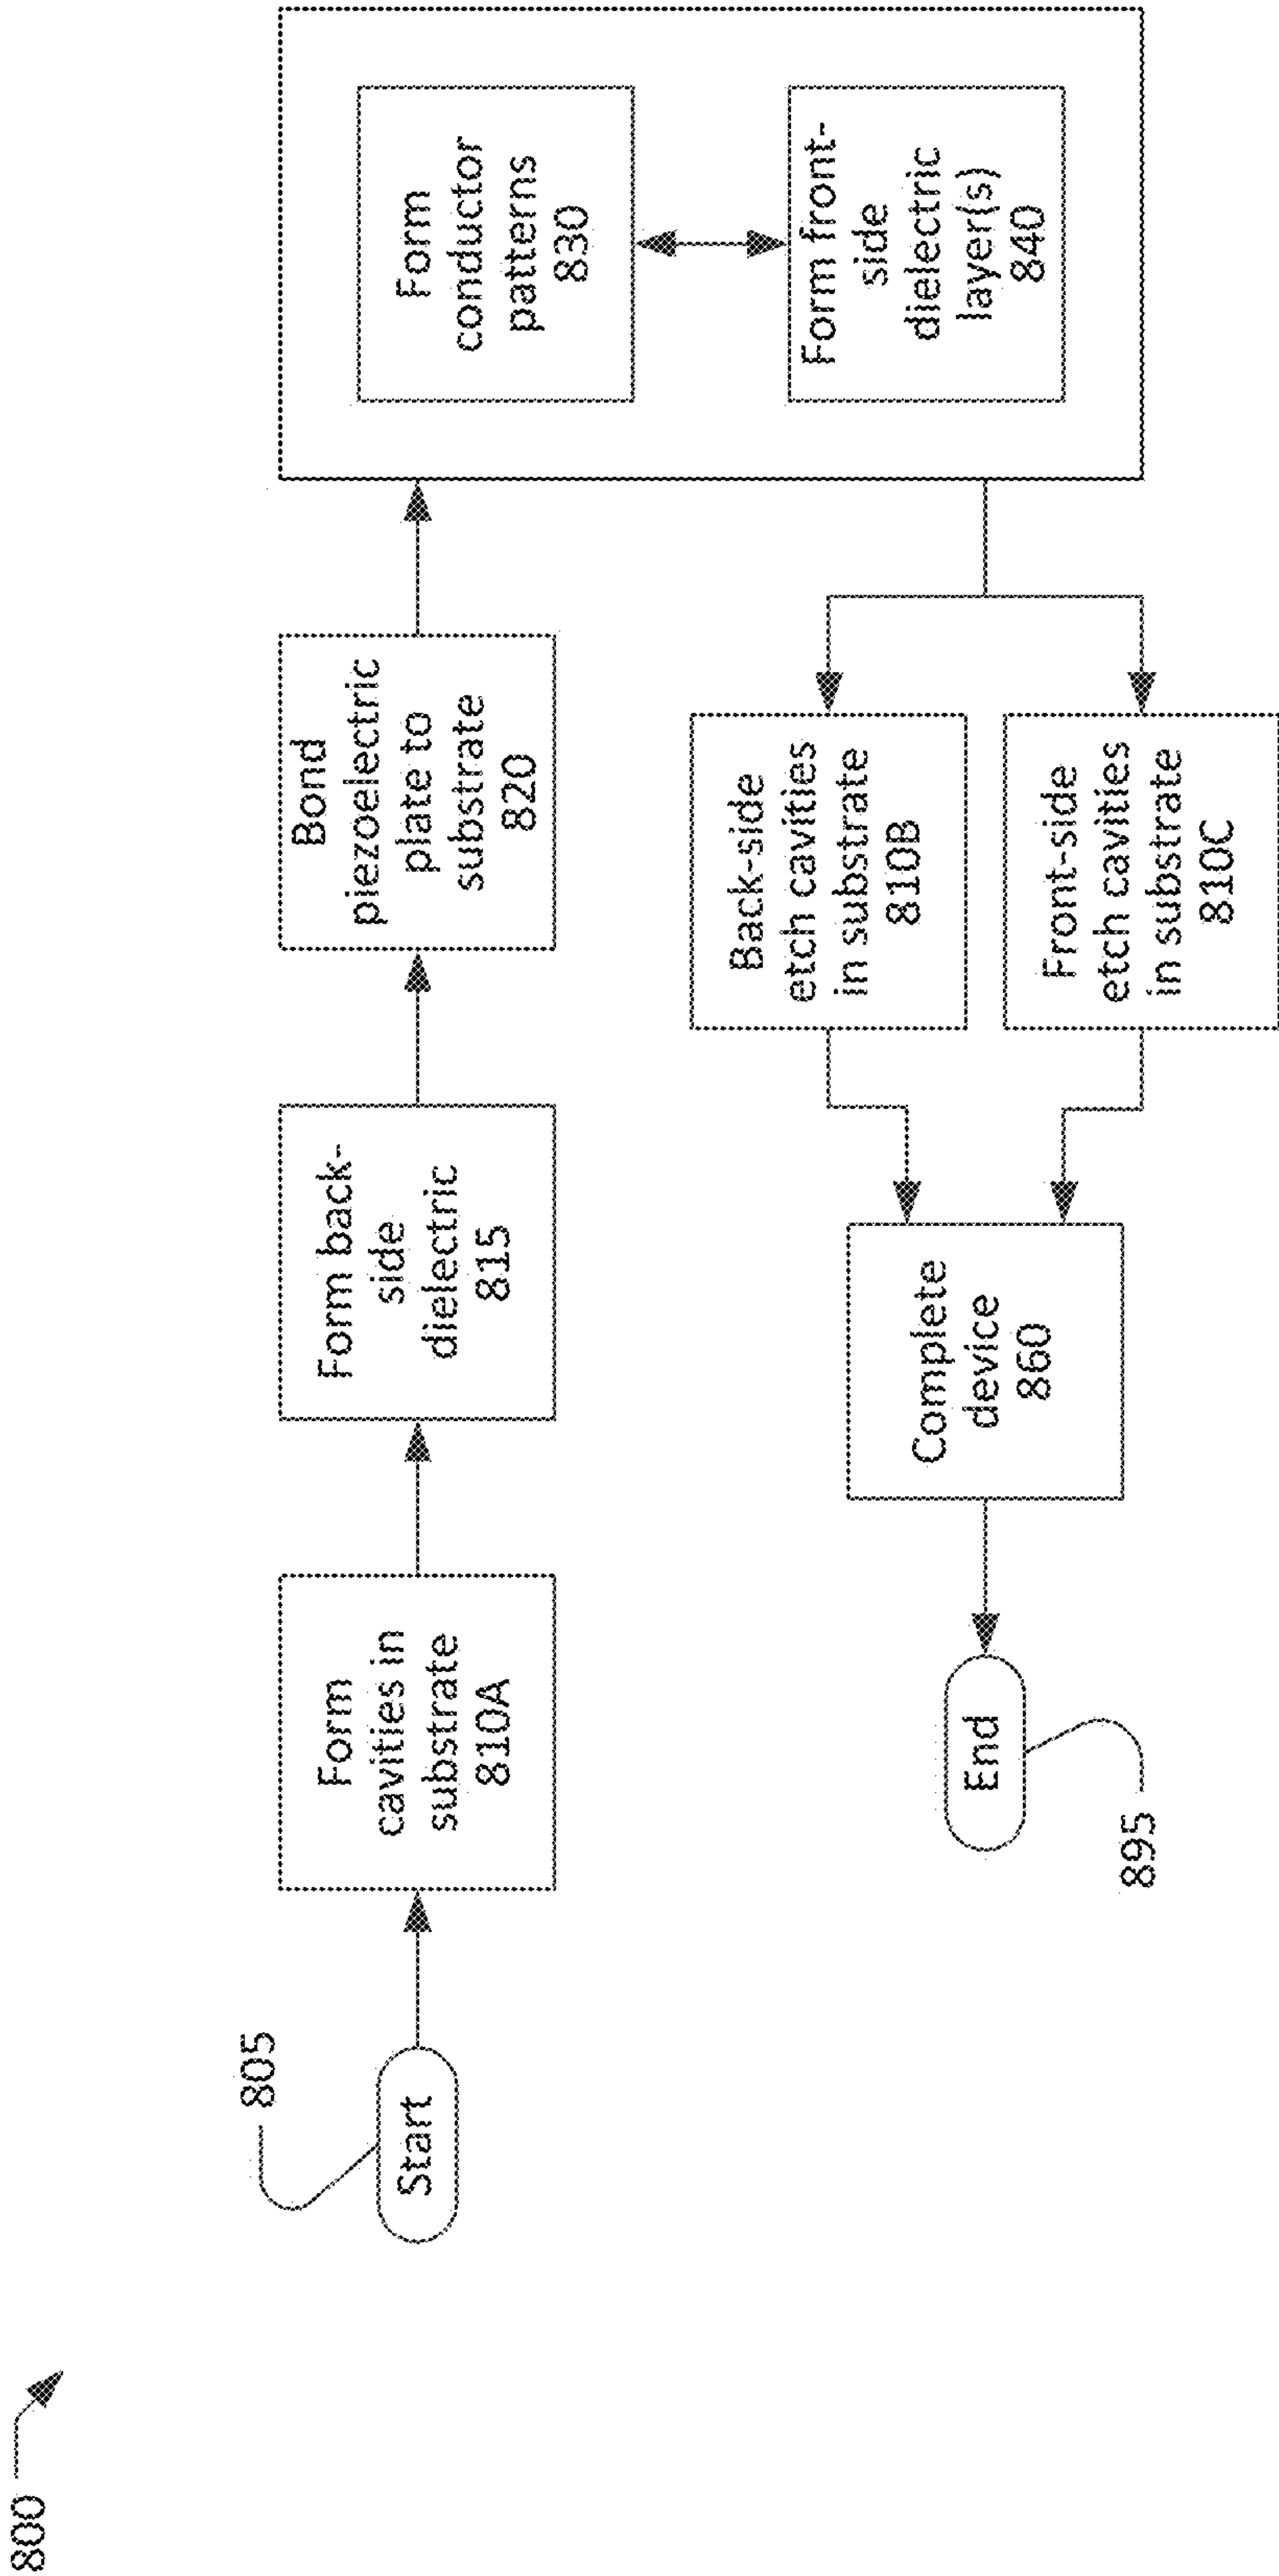 800
805
Start
Form
cavities in
substrate
810A
Form back-
side
dielectric
815
Bond
piezoelectric
plate to
substrate
820
Form
conductor
patterns
830
Form front-
side
dielectric
layer(s)
840
Back-side
etch cavities
in substrate
810B
Front-side
etch cavities
in substrate
810C
Complete
device
860
End
895